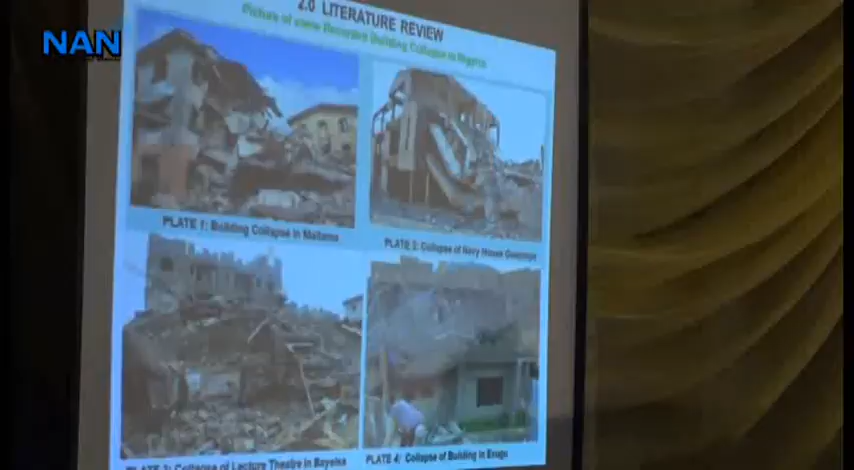 NAN
2.0 LITERATURE REVIEW
Picture of some Recorded Building Collapse in Nigeria
PLATE 1: Building Collapse in Maitama
PLATE 2: Collapse of Navy House
PLATE 3: Collapse of Lecture Theatre in Bayelsa
PLATE 4: Collapse of Building in Enugu